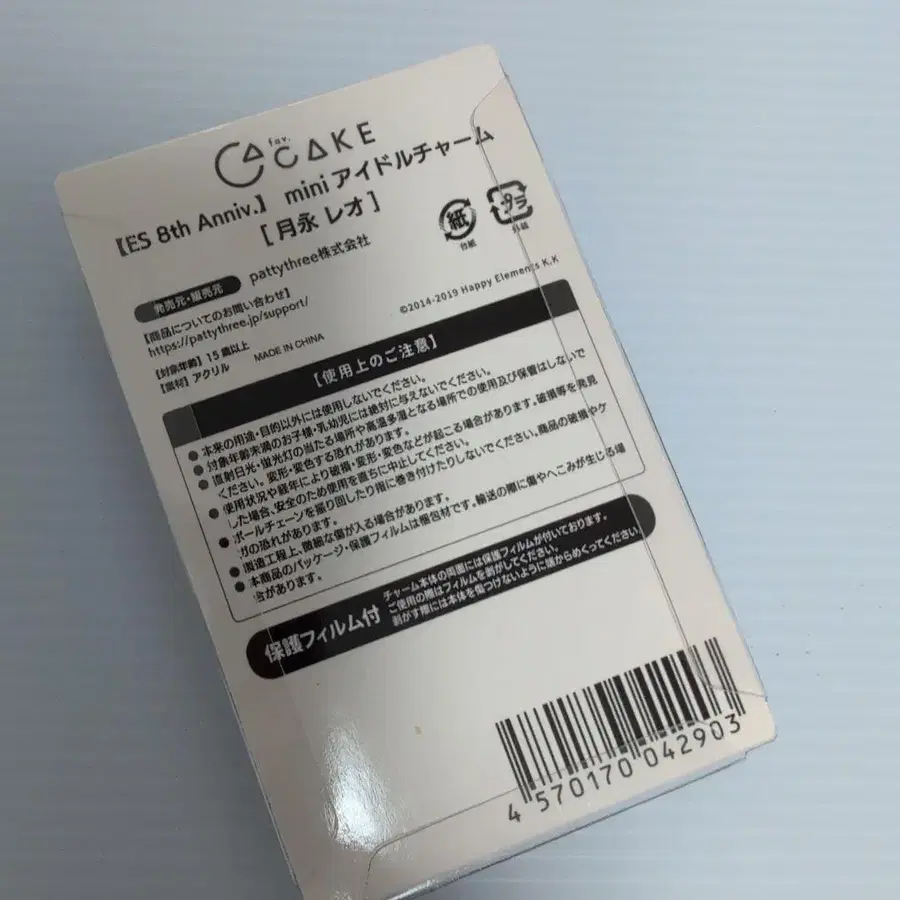 fav.
CAKE
【ES 8th Anniv.】 mini アイドルチャーム
[ 月永 レオ ]
発売元・販売元 pattythree株式会社
紙 プラ
台紙 外紙
【商品についてのお問い合わせ】
https://pattythree.jp/support/
©2014-2019 Happy Elements K.K
【対象年齢】15歳以上
【素材】アクリル MADE IN CHINA
【使用上のご注意】
●本来の用途・目的以外には使用しないでください。
●対象年齢未満のお子様・乳幼児には絶対に与えないでください。
●直射日光・蛍光灯の当たる場所や高温多湿となる場所での使用及び保管はしないで
ください。変形・変色する恐れがあります。
●使用状況や経年により破損・変形・変色などが起こる場合があります。破損等を発見
した場合、安全のため使用を直ちに中止してください。
●ボールチェーンを振り回したり指に巻き付けたりしないでください。商品の破損やケ
ガの恐れがあります。
●製造工程上、微細な傷が入る場合があります。
●本商品のパッケージ・保護フィルムは梱包材です。輸送の際に傷やへこみが生じる場
合があります。
保護フィルム付
チャーム本体の両面には保護フィルムが付いております。
ご使用の際はフィルムを剥がしてください。
剥がす際には本体を傷つけないように端からめくってください。
4 570170 042903